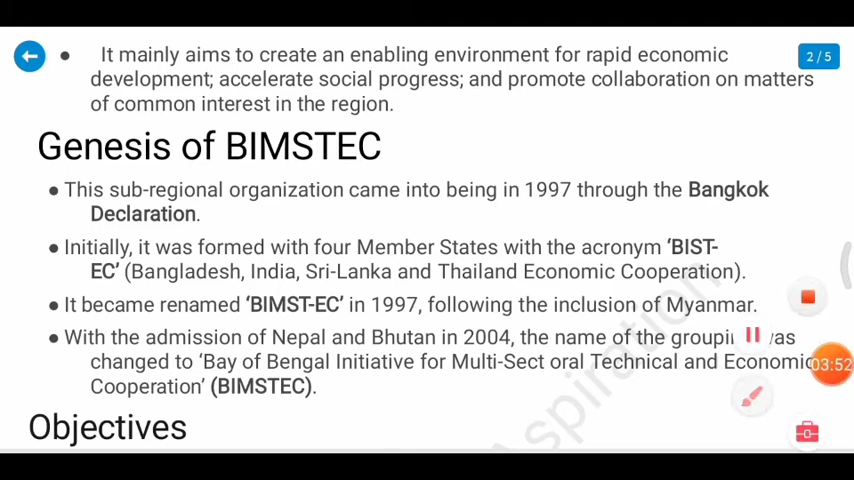 It mainly aims to create an enabling environment for rapid economic
2 / 5
development; accelerate social progress; and promote collaboration on matters
of common interest in the region.
Genesis of BIMSTEC
This sub-regional organization came into being in 1997 through the Bangkok
Declaration.
Initially, it was formed with four Member States with the acronym ‘BIST-
EC’ (Bangladesh, India, Sri-Lanka and Thailand Economic Cooperation).
It became renamed ‘BIMST-EC’ in 1997, following the inclusion of Myanmar.
With the admission of Nepal and Bhutan in 2004, the name of the
changed to ‘Bay of Bengal Initiative for Multi-Sect oral Technical and Economic
03:52
Cooperation’ (BIMSTEC).
Aspiration
Objectives